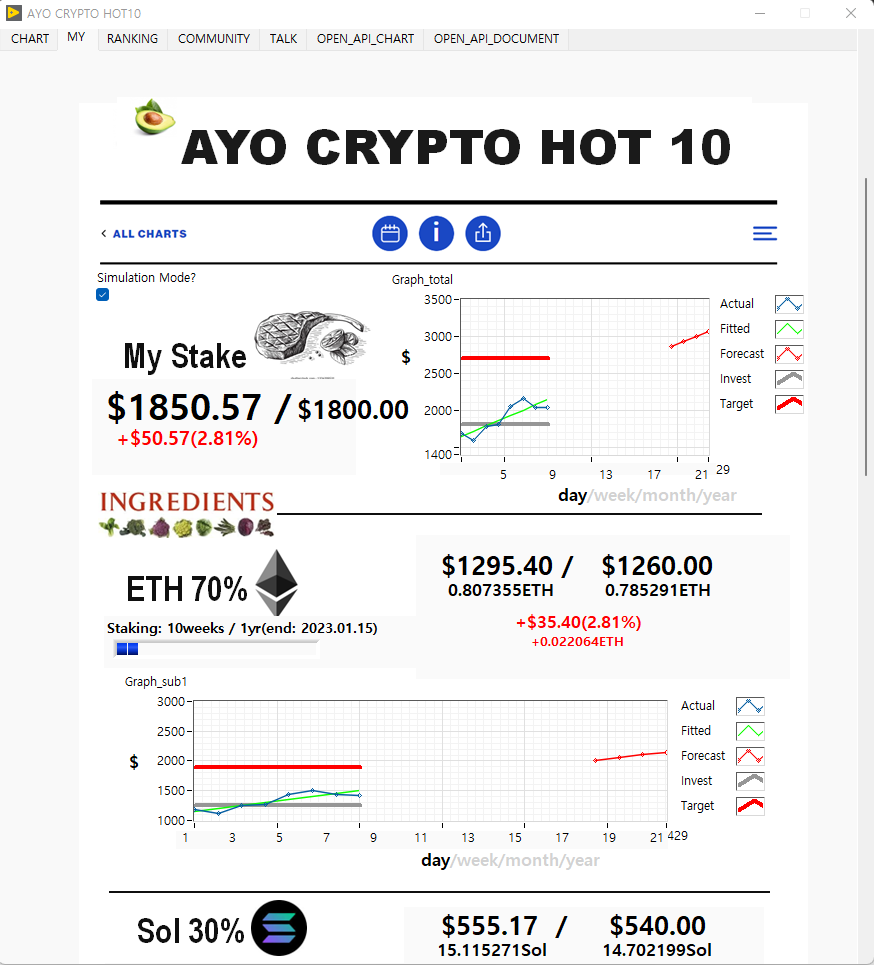 AYO CRYPTO HOT10
CHART MY RANKING COMMUNITY TALK OPEN_API_CHART OPEN_API_DOCUMENT
AYO CRYPTO HOT 10
< ALL CHARTS
Simulation Mode?
Graph_total
My Stake
$
$1850.57 / $1800.00
+$50.57(2.81%)
3500
3000
2500
2000
1400
5 9 13 17 21 29
day/week/month/year
Actual
Fitted
Forecast
Invest
Target
INGREDIENTS
ETH 70%
$1295.40 / $1260.00
0.807355ETH 0.785291ETH
+$35.40(2.81%)
+0.022064ETH
Staking: 10weeks / 1yr(end: 2023.01.15)
Graph_sub1
$
3000
2500
2000
1500
1000
1 3 5 7 9 11 13 15 17 19 21 429
day/week/month/year
Actual
Fitted
Forecast
Invest
Target
Sol 30%
$555.17 / $540.00
15.115271Sol 14.702199Sol